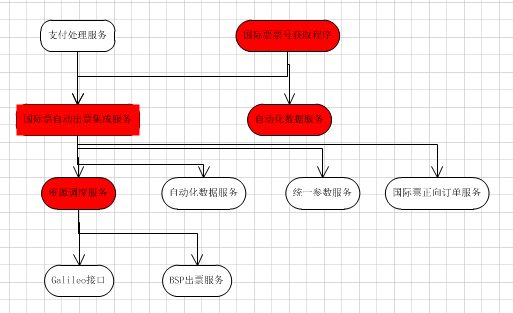 支付处理服务
国际票票号获取程序
国际票自动出票集成服务
自动化数据服务
资源调度服务
自动化数据服务
统一参数服务
国际票正向订单服务
Galileo接口
BSP出票服务